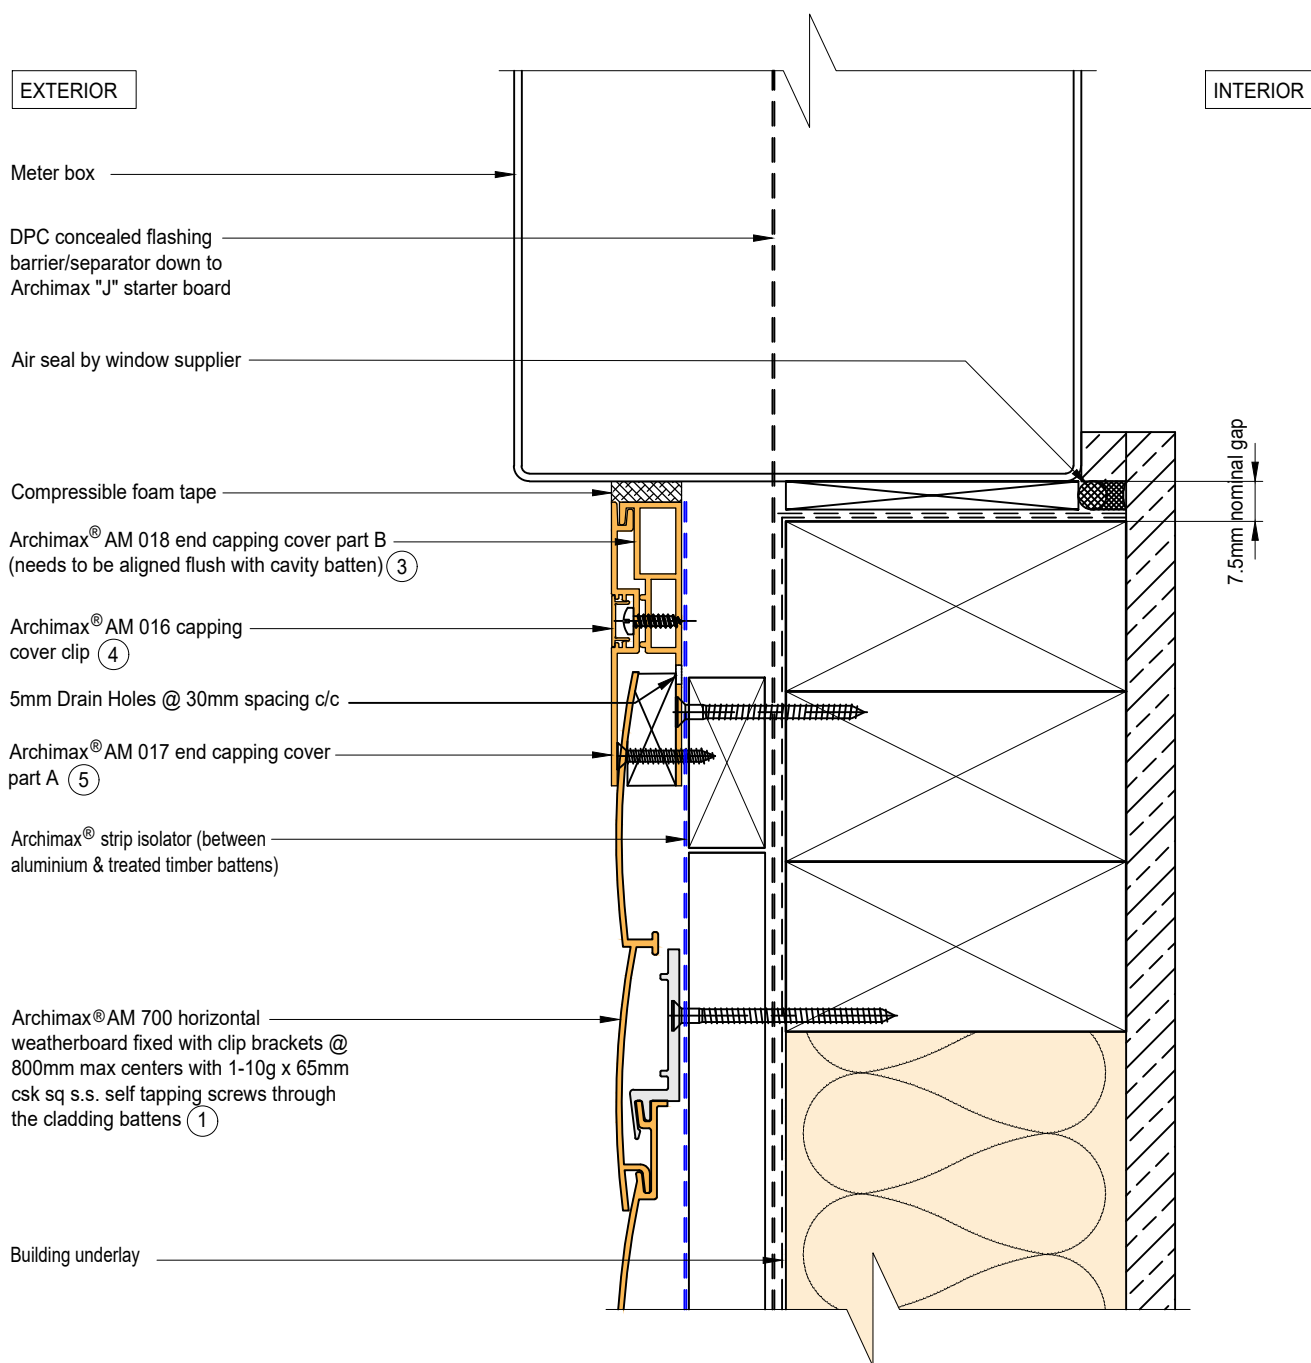 EXTERIOR
INTERIOR
Meter box
DPC concealed flashing
barrier/separator down to
Archimax "J" starter board
Air seal by window supplier
7.5mm nominal gap
Compressible foam tape
Archimax® AM 018 end capping cover part B
(needs to be aligned flush with cavity batten) 3
Archimax® AM 016 capping
cover clip 4
5mm Drain Holes @ 30mm spacing c/c
Archimax® AM 017 end capping cover
part A 5
Archimax® strip isolator (between
aluminium & treated timber battens)
Archimax® AM 700 horizontal
weatherboard fixed with clip brackets @
800mm max centers with 1-10g x 65mm
csk sq s.s. self tapping screws through
the cladding battens 1
Building underlay